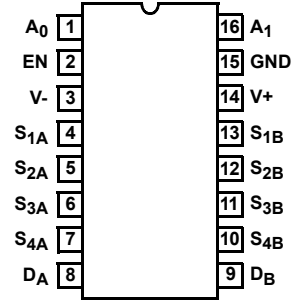 A0 1 16 A1
EN 2 15 GND
V- 3 14 V+
S1A 4 13 S1B
S2A 5 12 S2B
S3A 6 11 S3B
S4A 7 10 S4B
DA 8 9 DB